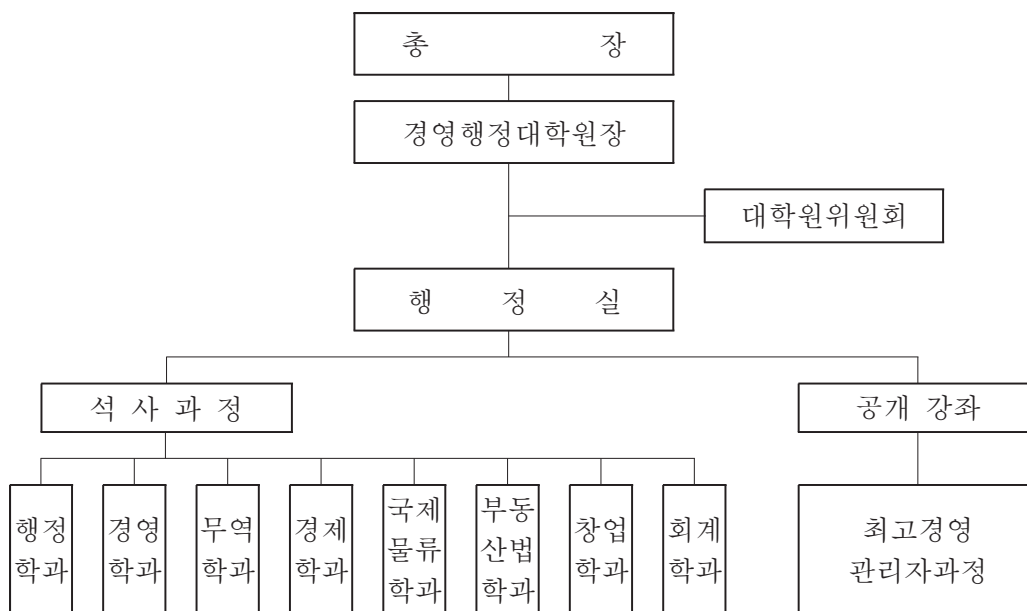 총 장
경영행정대학원장
대학원위원회
행 정 실
석 사 과 정
공개 강좌
행정
학과
경영
학과
무역
학과
경제
학과
국제
물류
학과
부동
산법
학과
창업
학과
회계
학과
최고경영
관리자과정